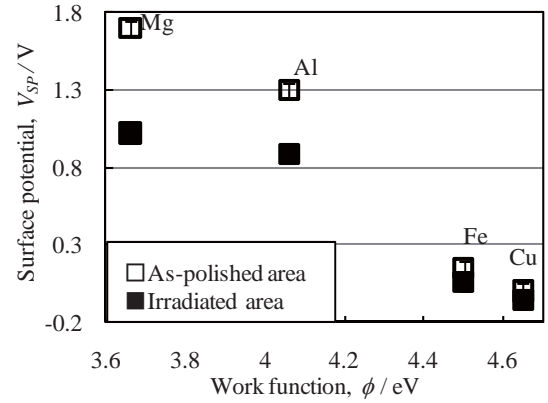 1.8
Mg
1.3
Al
0.8
0.3
Fe
Cu
-0.2
Surface potential, V_SP / V
□As-polished area
■Irradiated area
3.6 3.8 4 4.2 4.4 4.6
Work function, ϕ / eV